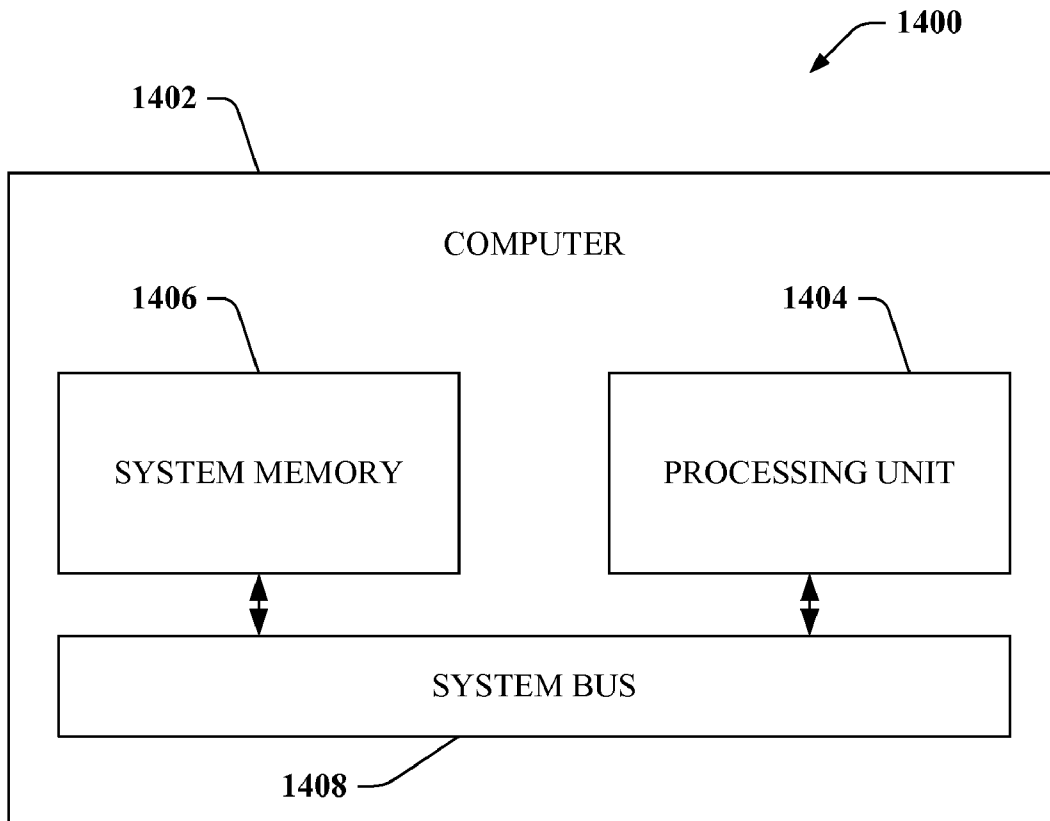 1400
1402
COMPUTER
1406
1404
SYSTEM MEMORY
PROCESSING UNIT
SYSTEM BUS
1408